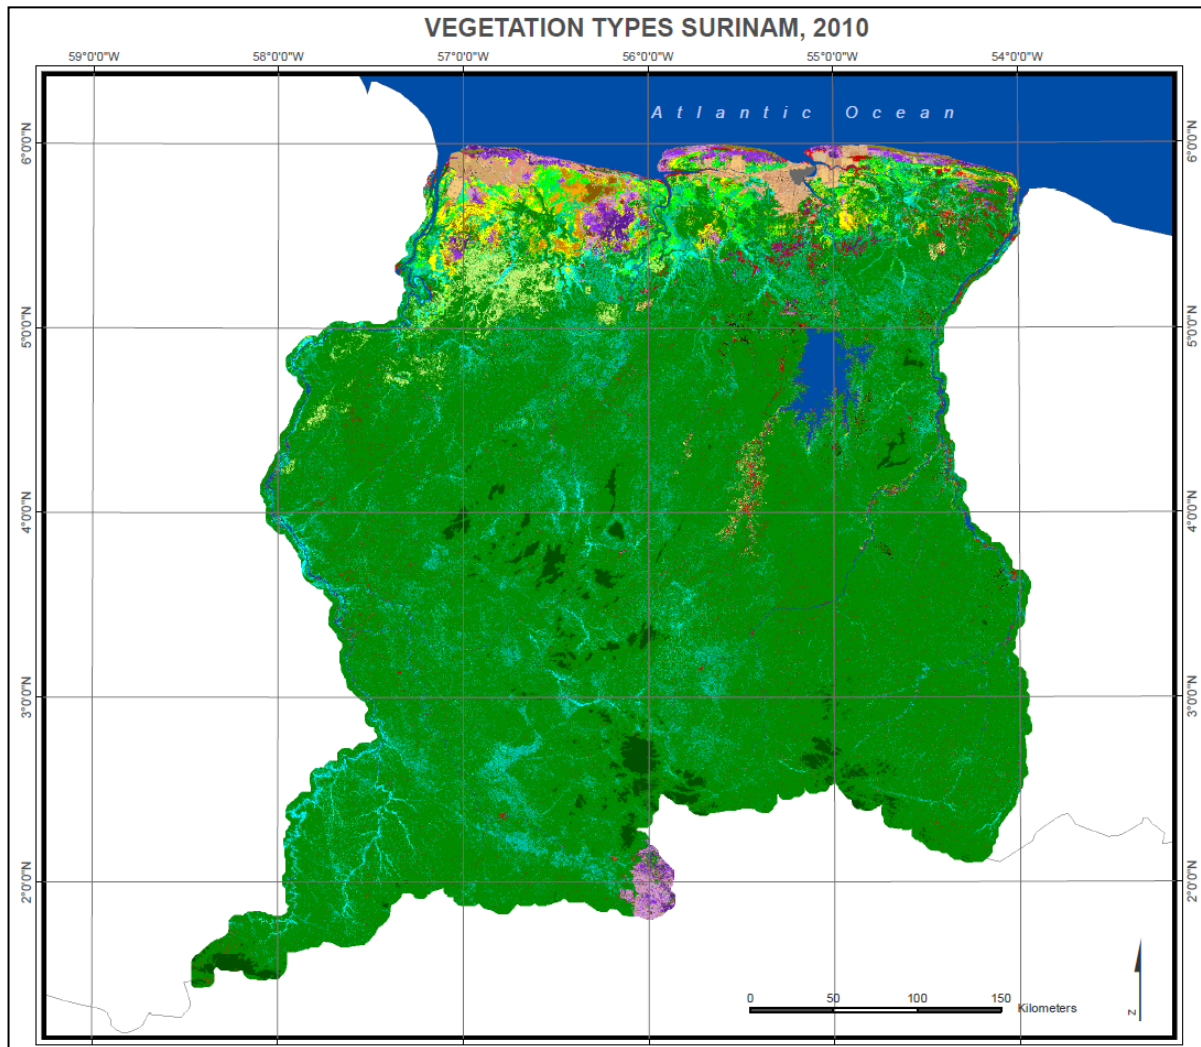 VEGETATION TYPES SURINAM, 2010
59°0'0"W 58°0'0"W 57°0'0"W 56°0'0"W 55°0'0"W 54°0'0"W
Atlantic Ocean
6°0'0"N 6°0'0"N
5°0'0"N 5°0'0"N
4°0'0"N 4°0'0"N
3°0'0"N 3°0'0"N
2°0'0"N 2°0'0"N
0 50 100 150
Kilometers
N